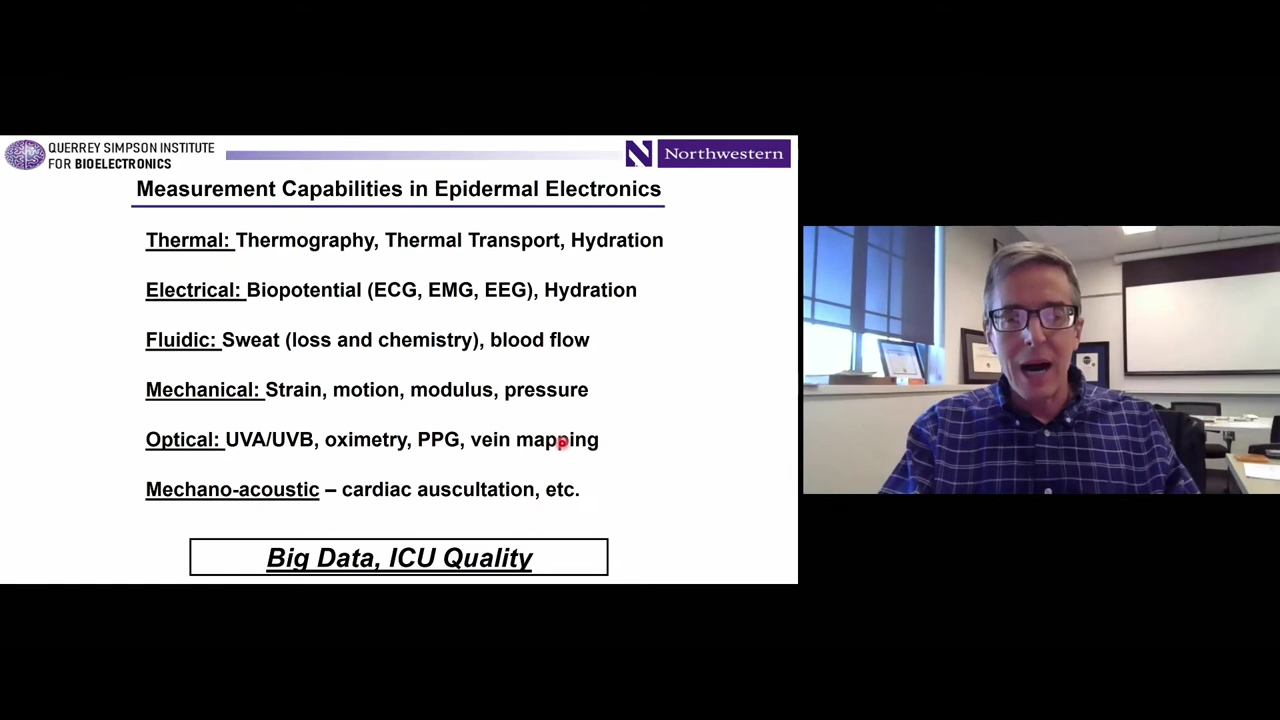 QUERREY SIMPSON INSTITUTE
FOR BIOELECTRONICS
N Northwestern
Measurement Capabilities in Epidermal Electronics
Thermal: Thermography, Thermal Transport, Hydration
Electrical: Biopotential (ECG, EMG, EEG), Hydration
Fluidic: Sweat (loss and chemistry), blood flow
Mechanical: Strain, motion, modulus, pressure
Optical: UVA/UVB, oximetry, PPG, vein mapping
Mechano-acoustic – cardiac auscultation, etc.
Big Data, ICU Quality